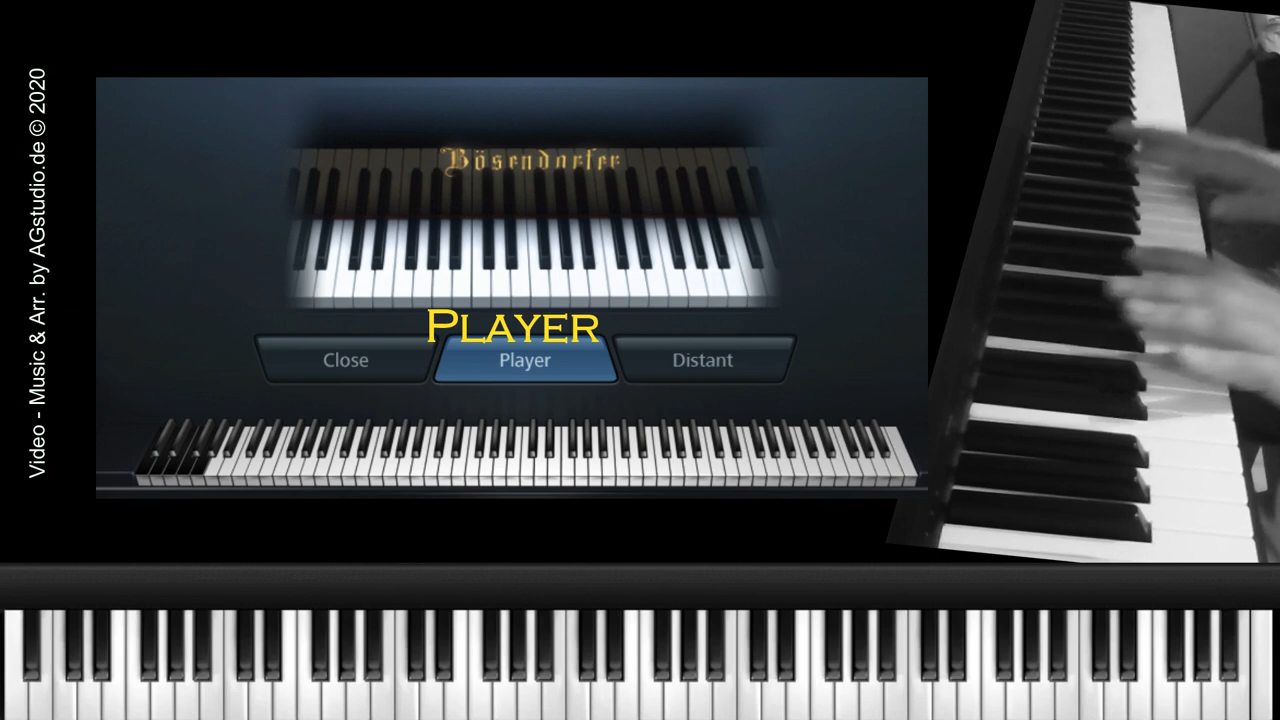 Video - Music & Arr. by AGstudio.de © 2020
Bösendorfer
PLAYER
Close
Player
Distant